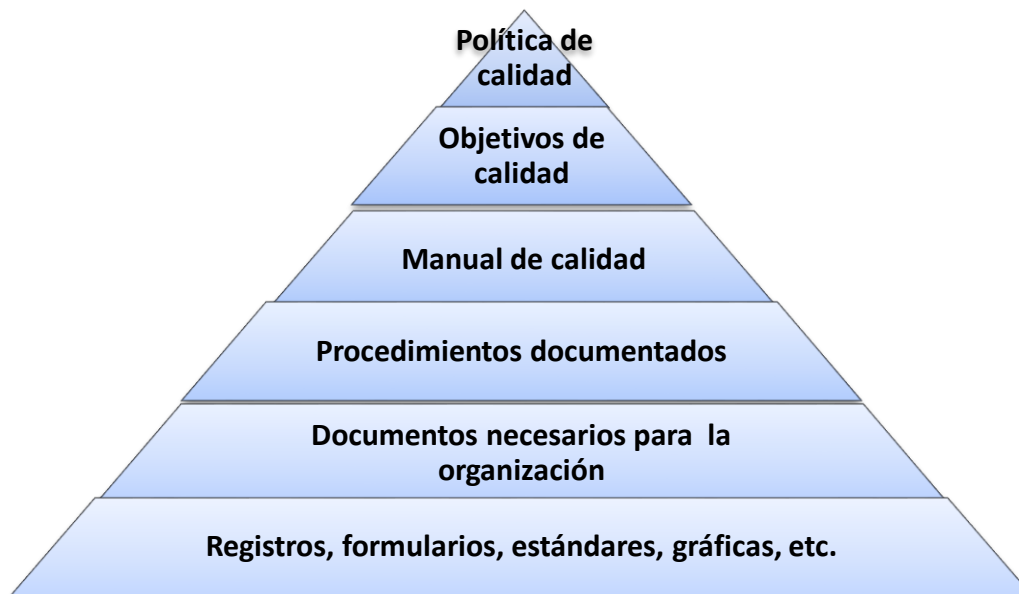 Política de
calidad
Objetivos de
calidad
Manual de calidad
Procedimientos documentados
Documentos necesarios para  la
organización
Registros, formularios, estándares, gráficas, etc.